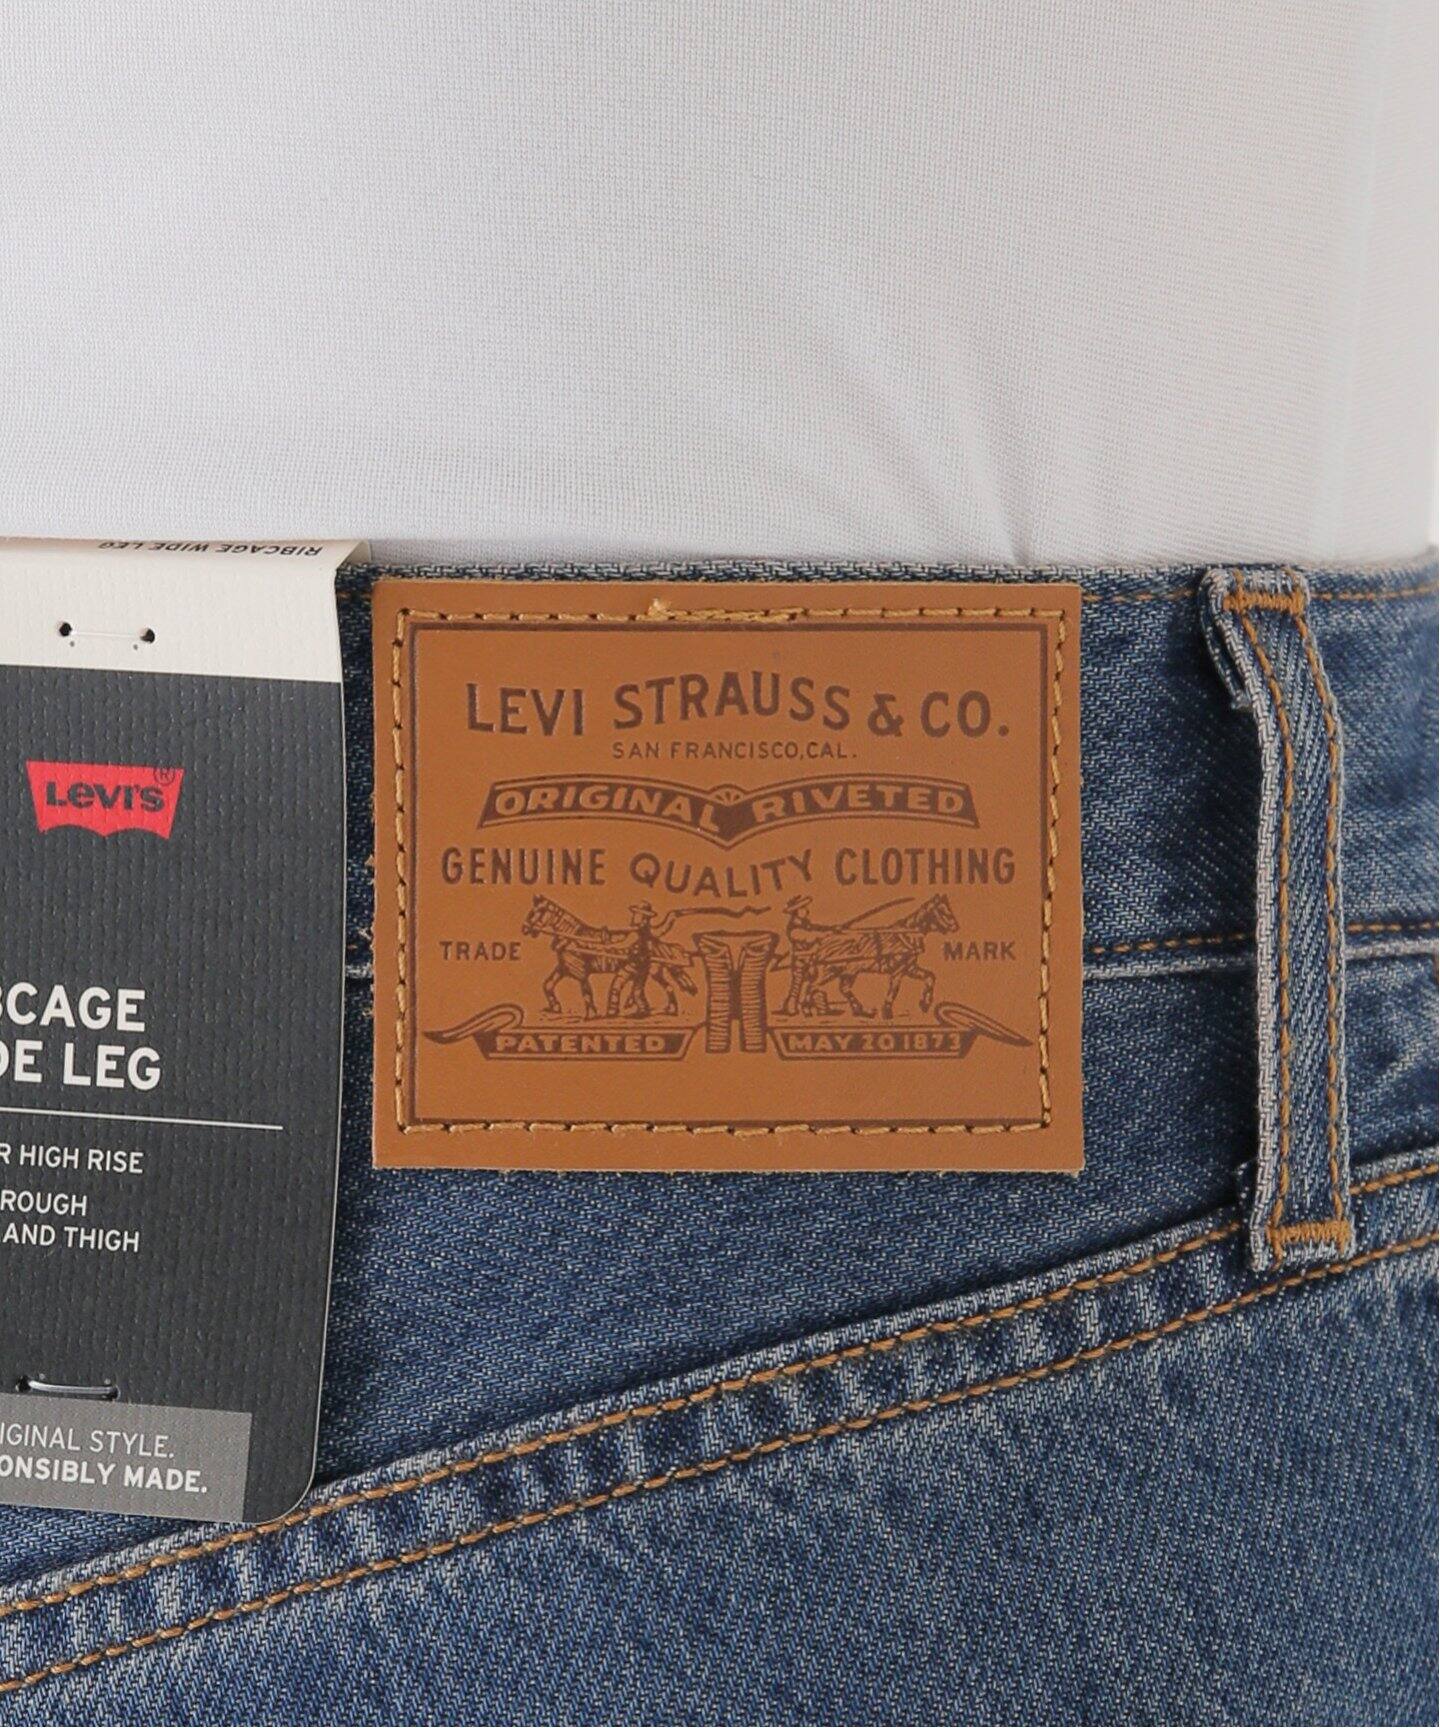 RIBCAGE WIDE LEG
Levi's®
BCAGE
DE LEG
R HIGH RISE
ROUGH
AND THIGH
IGINAL STYLE.
ONSIBLY MADE.
LEVI STRAUSS & CO.
SAN FRANCISCO, CAL.
ORIGINAL RIVETED
GENUINE QUALITY CLOTHING
TRADE MARK
PATENTED MAY 20 1873